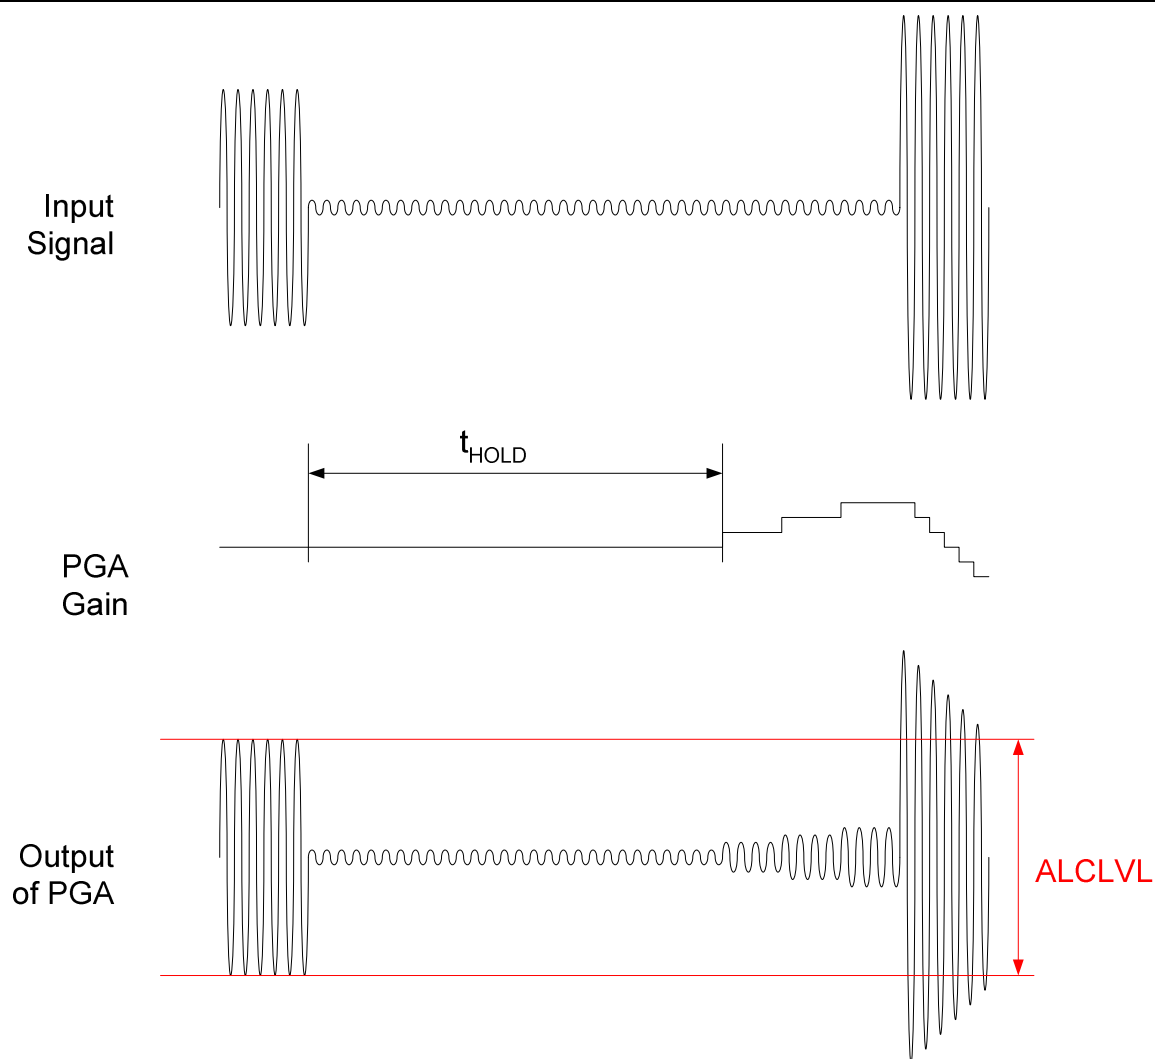 Input
Signal
tHOLD
PGA
Gain
Output
of PGA
ALCLVL